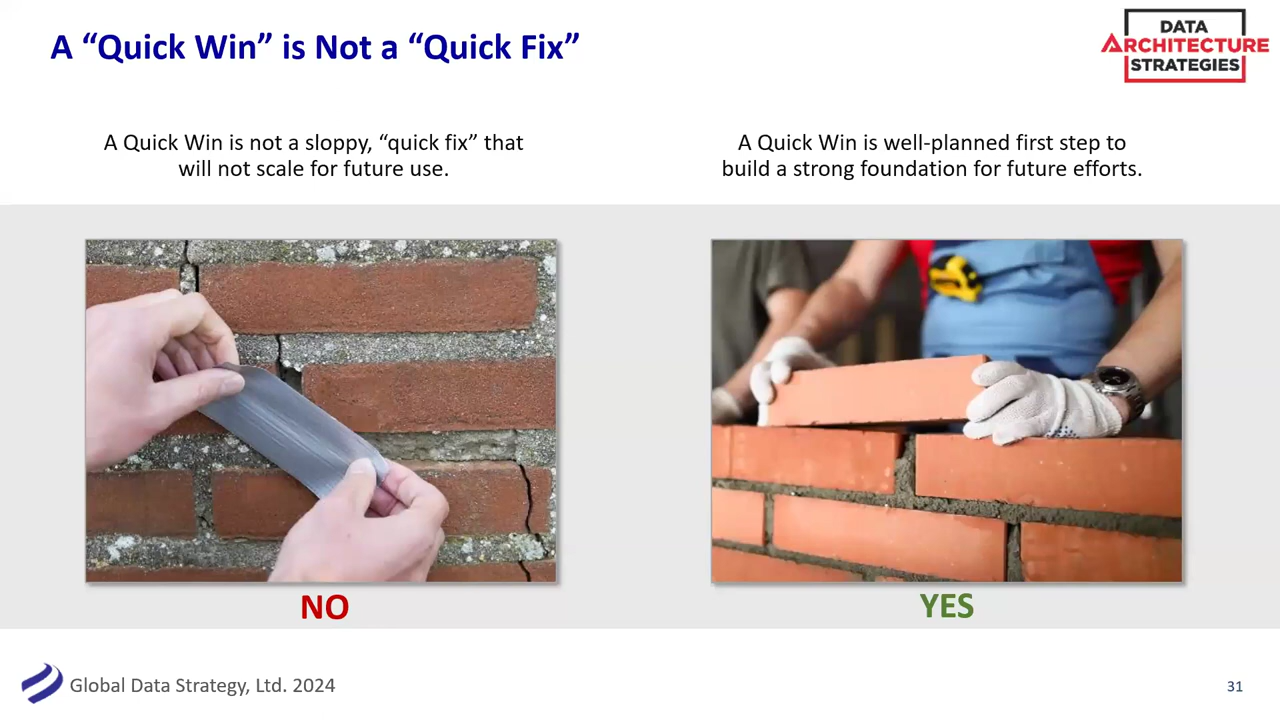 A “Quick Win” is Not a “Quick Fix”
DATA
ARCHITECTURE
STRATEGIES
A Quick Win is not a sloppy, “quick fix” that
will not scale for future use.
A Quick Win is well-planned first step to
build a strong foundation for future efforts.
NO
YES
Global Data Strategy, Ltd. 2024
31